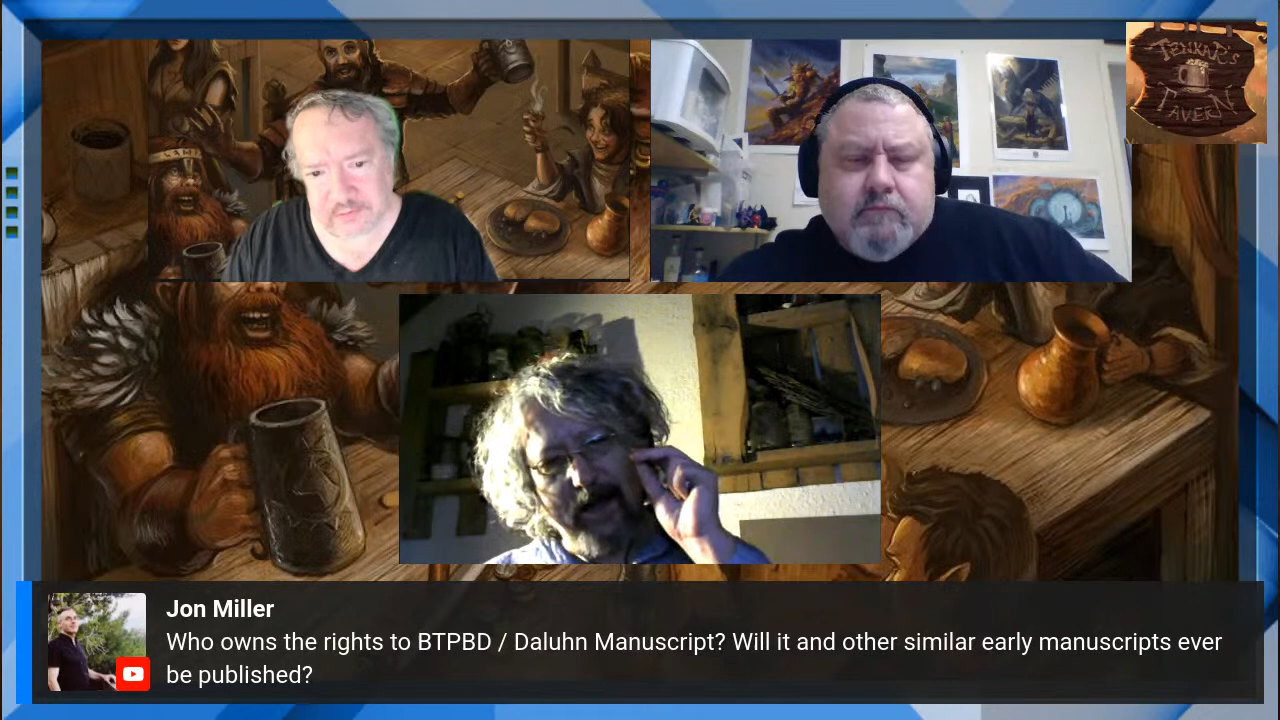 TENKAR'S
TAVERN
Jon Miller
Who owns the rights to BTPBD / Daluhn Manuscript? Will it and other similar early manuscripts ever
be published?